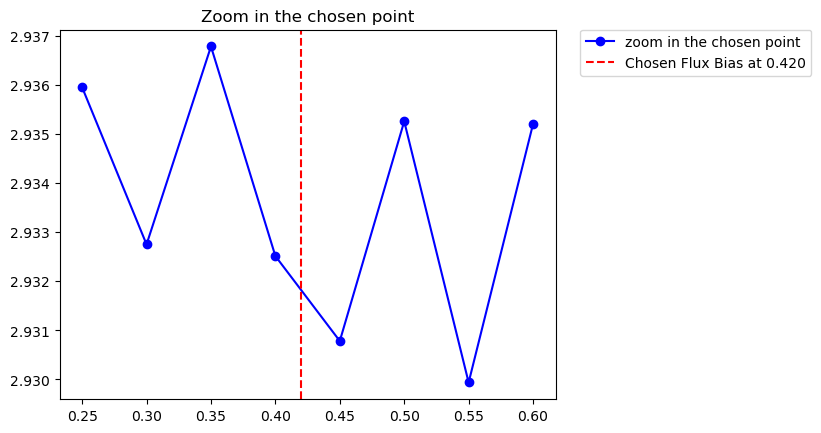 Zoom in the chosen point
zoom in the chosen point
Chosen Flux Bias at 0.420
2.937
2.936
2.935
2.934
2.933
2.932
2.931
2.930
0.25 0.30 0.35 0.40 0.45 0.50 0.55 0.60